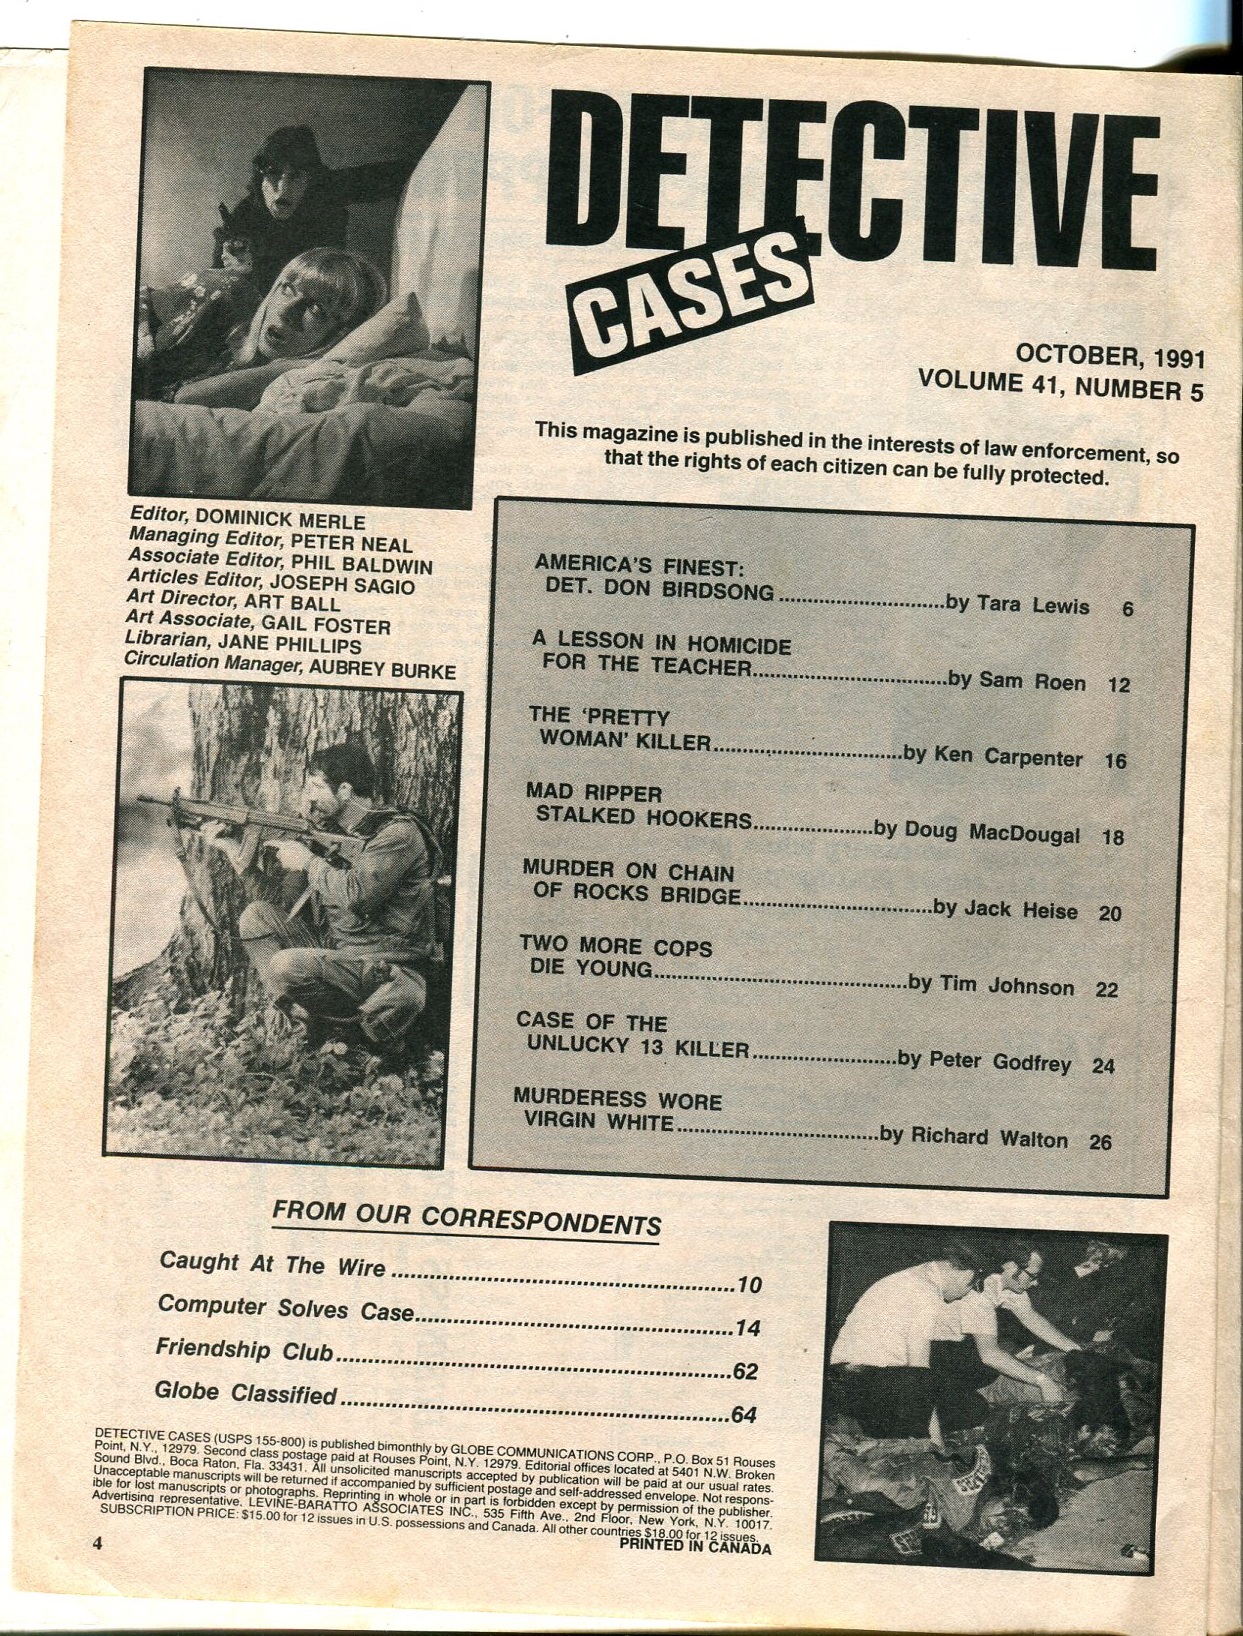 DETECTIVE
CASES
OCTOBER, 1991
VOLUME 41, NUMBER 5
This magazine is published in the interests of law enforcement, so
that the rights of each citizen can be fully protected.
Editor, DOMINICK MERLE
Managing Editor, PETER NEAL
Associate Editor, PHIL BALDWIN
Articles Editor, JOSEPH SAGIO
Art Director, ART BALL
Art Associate, GAIL FOSTER
Librarian, JANE PHILLIPS
Circulation Manager, AUBREY BURKE
AMERICA'S FINEST:
DET. DON BIRDSONG..............................by Tara Lewis 6
A LESSON IN HOMICIDE
FOR THE TEACHER...................................by Sam Roen 12
THE 'PRETTY
WOMAN' KILLER..................................by Ken Carpenter 16
MAD RIPPER
STALKED HOOKERS.....................by Doug MacDougal 18
MURDER ON CHAIN
OF ROCKS BRIDGE..................................by Jack Heise 20
TWO MORE COPS
DIE YOUNG.............................................by Tim Johnson 22
CASE OF THE
UNLUCKY 13 KILLER..........................by Peter Godfrey 24
MURDERESS WORE
VIRGIN WHITE....................................by Richard Walton 26
FROM OUR CORRESPONDENTS
Caught At The Wire ..................................................10
Computer Solves Case..............................................14
Friendship Club.........................................................62
Globe Classified ........................................................64
DETECTIVE CASES (USPS 155-800) is published bimonthly by GLOBE COMMUNICATIONS CORP., P.O. Box 51 Rouses
Point, N.Y., 12979. Second class postage paid at Rouses Point, N.Y. 12979. Editorial offices located at 5401 N.W. Broken
Sound Blvd., Boca Raton, Fla. 33431. All unsolicited manuscripts accepted by publication will be paid at our usual rates.
Unacceptable manuscripts will be returned if accompanied by sufficient postage and self-addressed envelope. Not respons-
ible for lost manuscripts or photographs. Reprinting in whole or in part is forbidden except by permission of the publisher.
Advertising representative. LEVINE-BARATTO ASSOCIATES INC., 535 Fifth Ave., 2nd Floor, New York, N.Y. 10017.
SUBSCRIPTION PRICE: $15.00 for 12 issues in U.S. possessions and Canada. All other countries $18.00 for 12 issues.
PRINTED IN CANADA
4